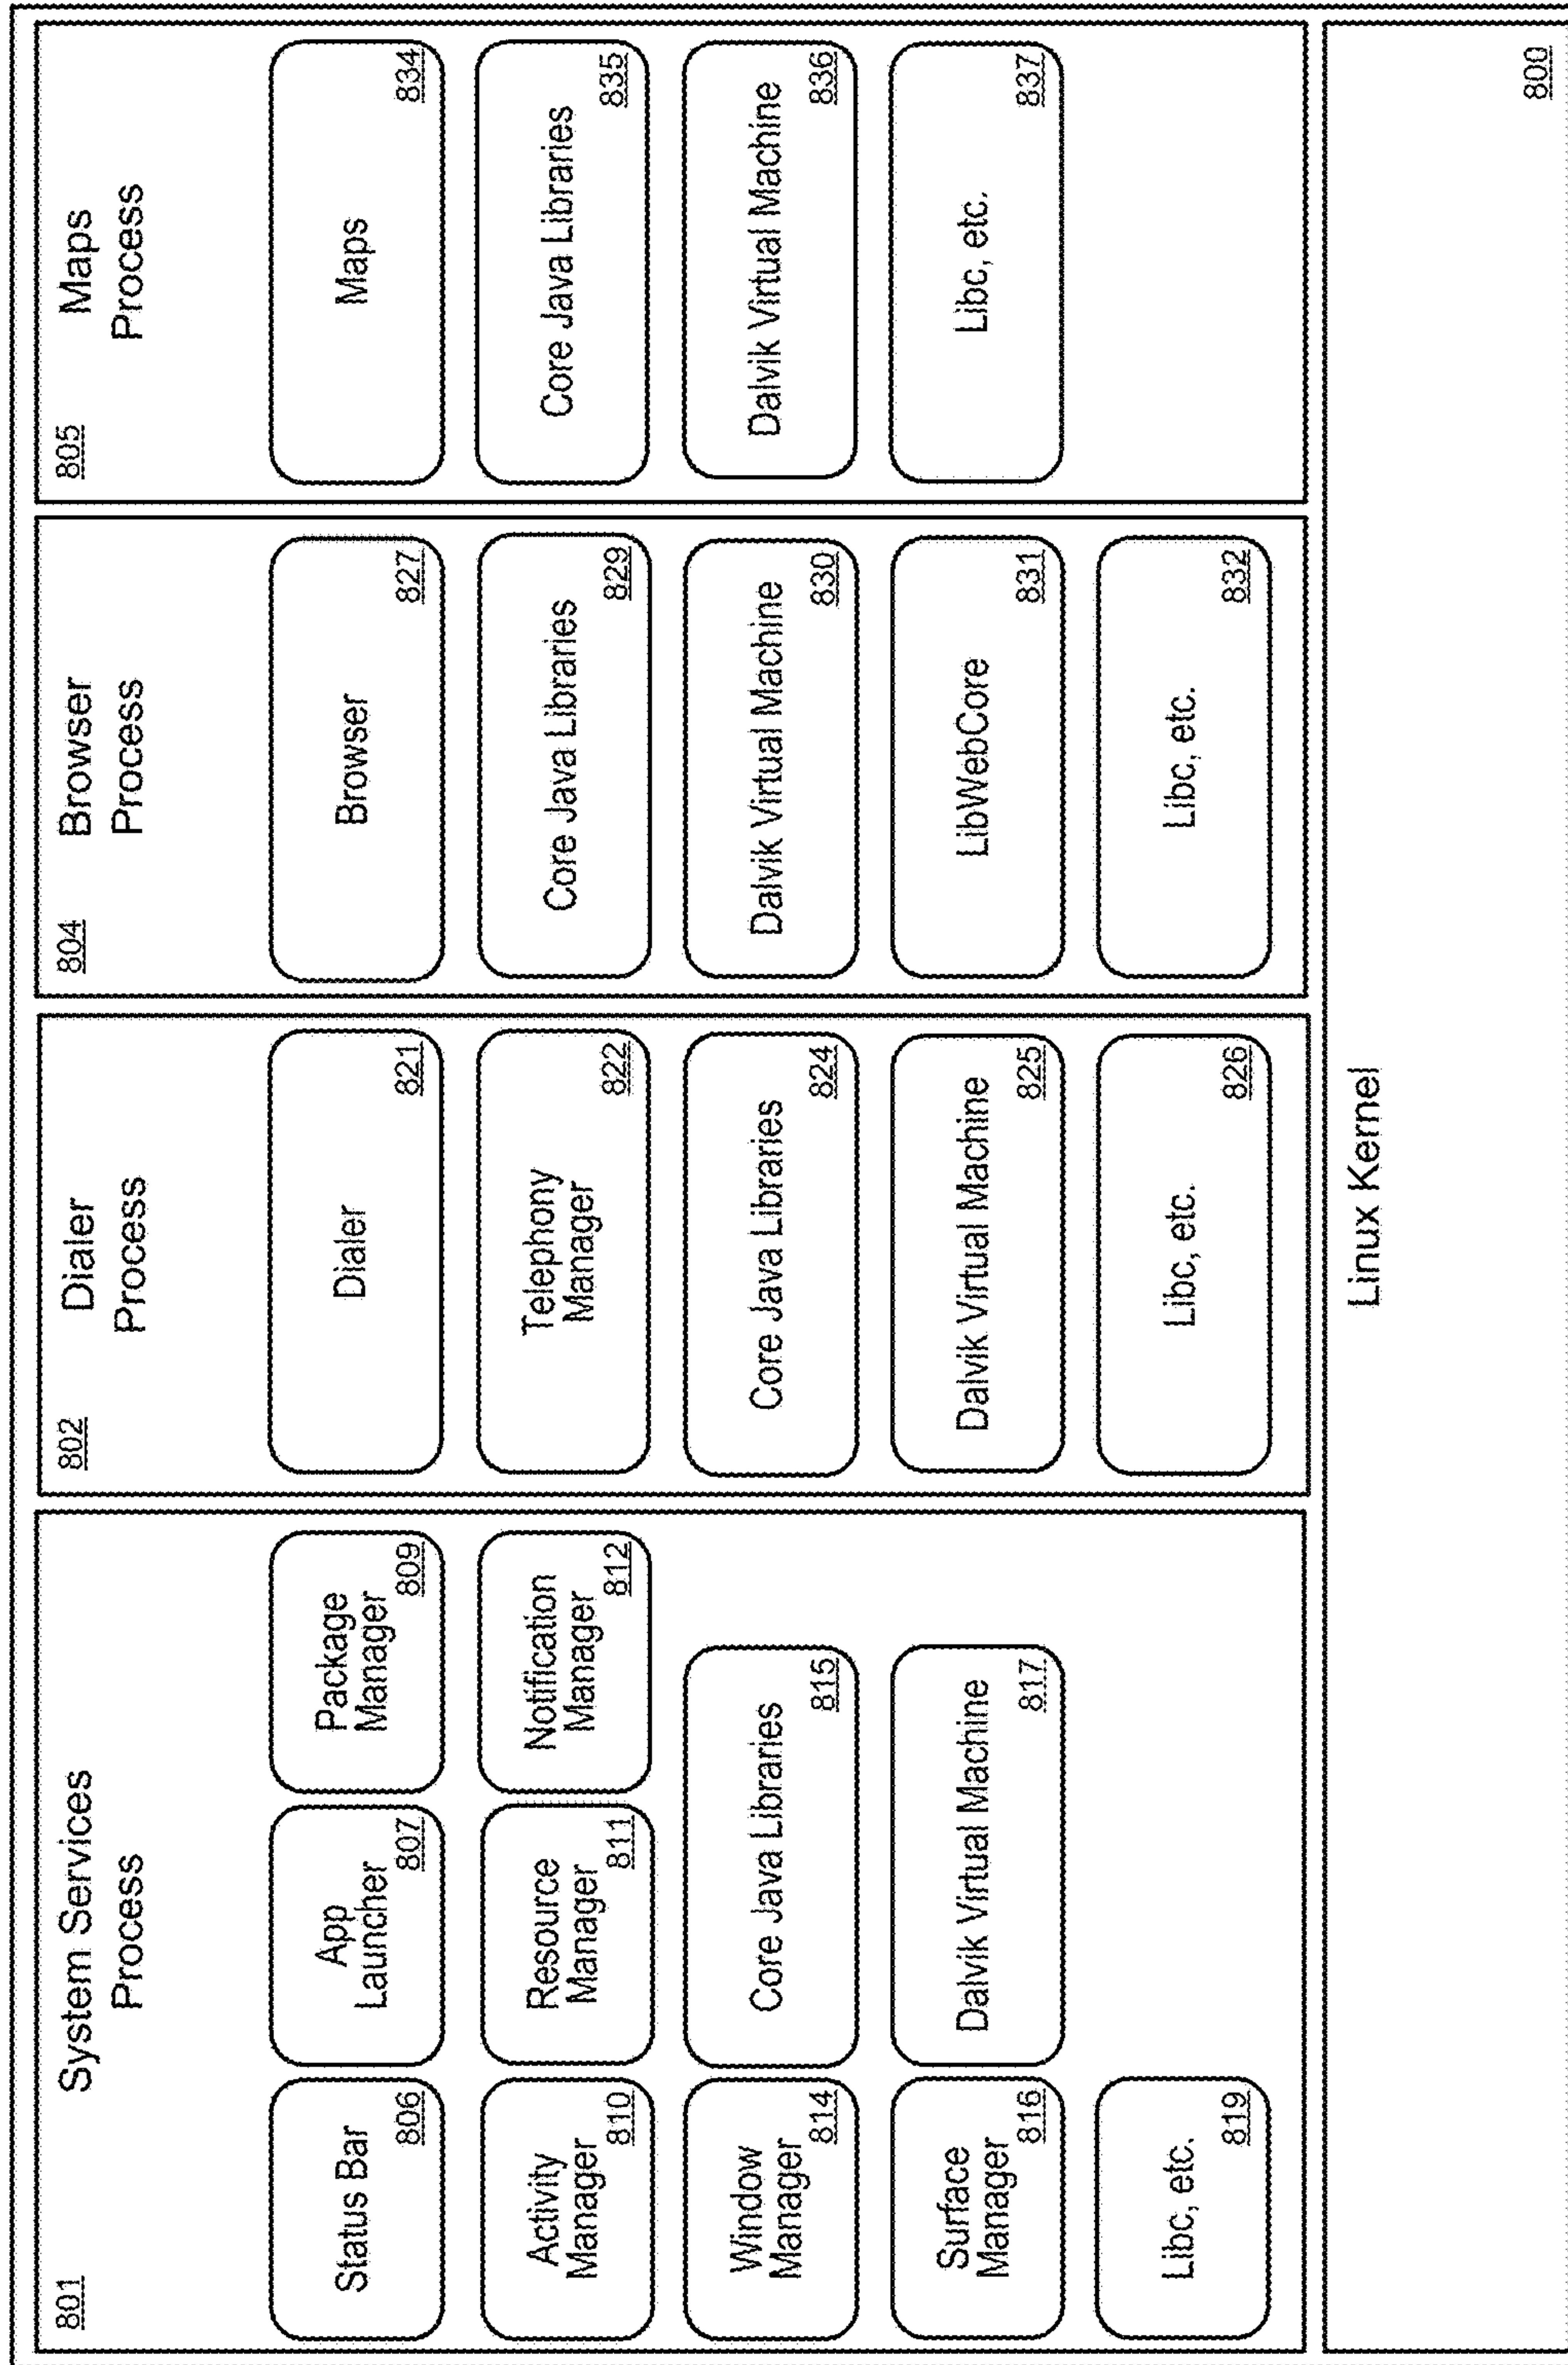 801
System Services
Process
Status Bar
806
App
Launcher
807
Package
Manager
809
Activity
Manager
810
Resource
Manager
811
Notification
Manager
812
Window
Manager
814
Core Java Libraries
815
Surface
Manager
816
Dalvik Virtual Machine
817
Libc, etc.
819
802
Dialer
Process
Dialer
821
Telephony
Manager
822
Core Java Libraries
824
Dalvik Virtual Machine
825
Libc, etc.
826
804
Browser
Process
Browser
827
Core Java Libraries
829
Dalvik Virtual Machine
830
LibWebCore
831
Libc, etc.
832
805
Maps
Process
Maps
834
Core Java Libraries
835
Dalvik Virtual Machine
836
Libc, etc.
837
Linux Kernel
800